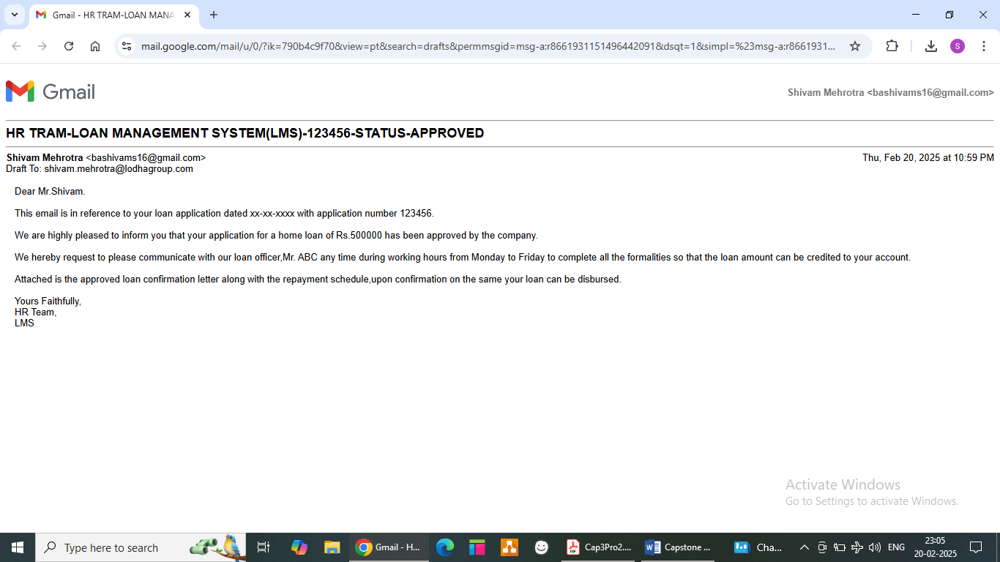 Gmail - HR TRAM-LOAN MANA
mail.google.com/mail/u/0/?ik=790b4c9f70&view=pt&search=drafts&permmsgid=msg-a:r8661931151496442091&dsqt=1&simpl=%23msg-a:r8661931...
S
Gmail
Shivam Mehrotra <bashivams16@gmail.com>
HR TRAM-LOAN MANAGEMENT SYSTEM(LMS)-123456-STATUS-APPROVED
Shivam Mehrotra <bashivams16@gmail.com>
Thu, Feb 20, 2025 at 10:59 PM
Draft To: shivam.mehrotra@lodhagroup.com
Dear Mr.Shivam.
This email is in reference to your loan application dated xx-xx-xxxx with application number 123456.
We are highly pleased to inform you that your application for a home loan of Rs.500000 has been approved by the company.
We hereby request to please communicate with our loan officer,Mr. ABC any time during working hours from Monday to Friday to complete all the formalities so that the loan amount can be credited to your account.
Attached is the approved loan confirmation letter along with the repayment schedule,upon confirmation on the same your loan can be disbursed.
Yours Faithfully,
HR Team,
LMS
Activate Windows
Go to Settings to activate Windows.
Type here to search
Gmail - H...
Cap3Pro2....
Capstone ...
Cha...
ENG
23:05
20-02-2025